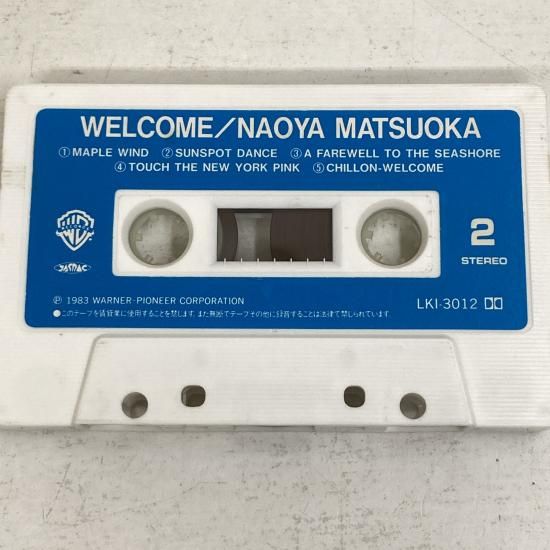 WELCOME/NAOYA MATSUOKA
①MAPLE WIND ②SUNSPOT DANCE ③A FAREWELL TO THE SEASHORE
④TOUCH THE NEW YORK PINK ⑤CHILLON-WELCOME
RECORDS
JASRAC
2
STEREO
Ⓟ 1983 WARNER-PIONEER CORPORATION
LKI-3012
●このテープを賃貸業に使用することを禁じます。また無断でテープその他に録音することは法律で禁じられています。